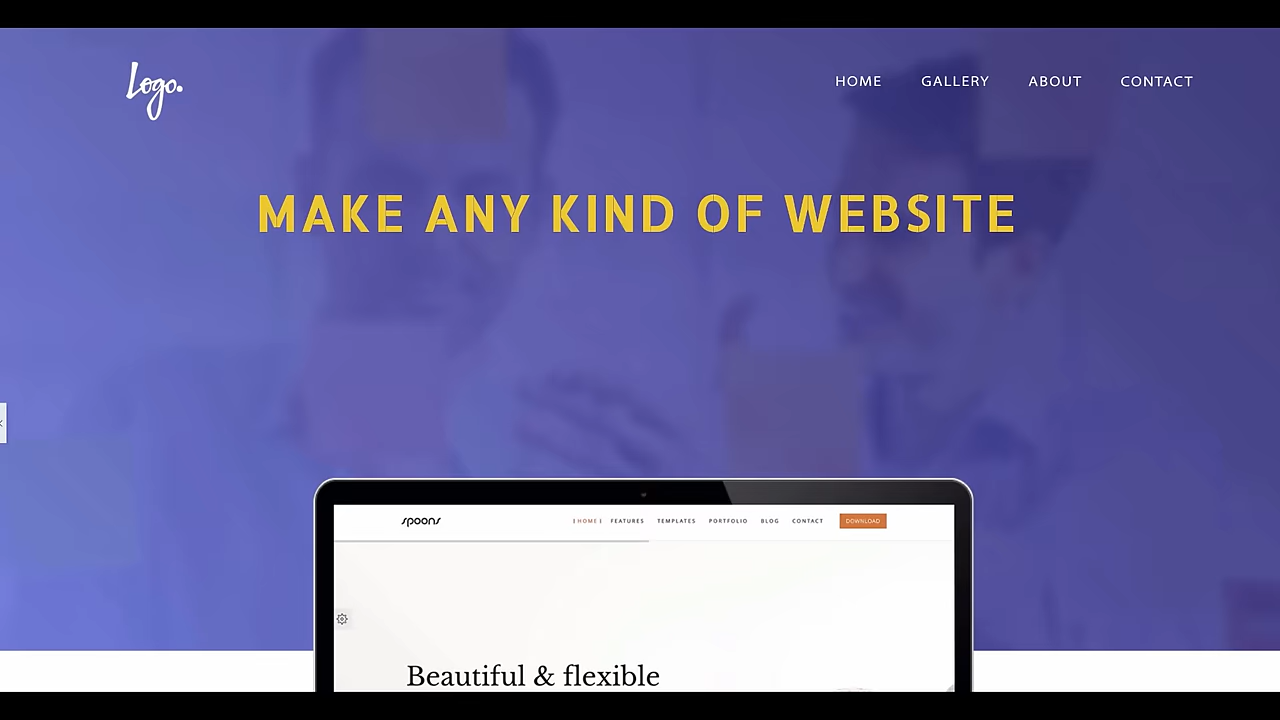 Logo.
HOME GALLERY ABOUT CONTACT
MAKE ANY KIND OF WEBSITE
spoons
| HOME | FEATURES TEMPLATES PORTFOLIO BLOG CONTACT DOWNLOAD
Beautiful & flexible